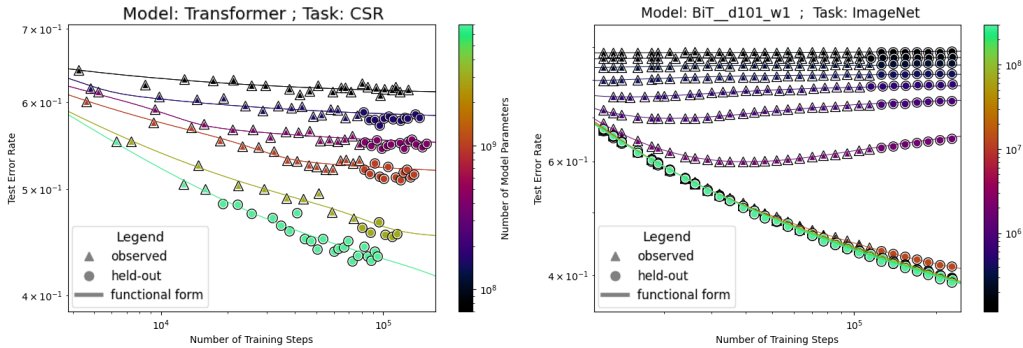 Model: Transformer ; Task: CSR
Test Error Rate
7 × 10⁻¹
6 × 10⁻¹
5 × 10⁻¹
4 × 10⁻¹
Legend
observed
held-out
functional form
10⁴
10⁵
Number of Training Steps
10⁹
10⁸
Number of Model Parameters
Model: BiT__d101_w1 ; Task: ImageNet
Test Error Rate
6 × 10⁻¹
4 × 10⁻¹
Legend
observed
held-out
functional form
10⁵
Number of Training Steps
10⁸
10⁷
10⁶